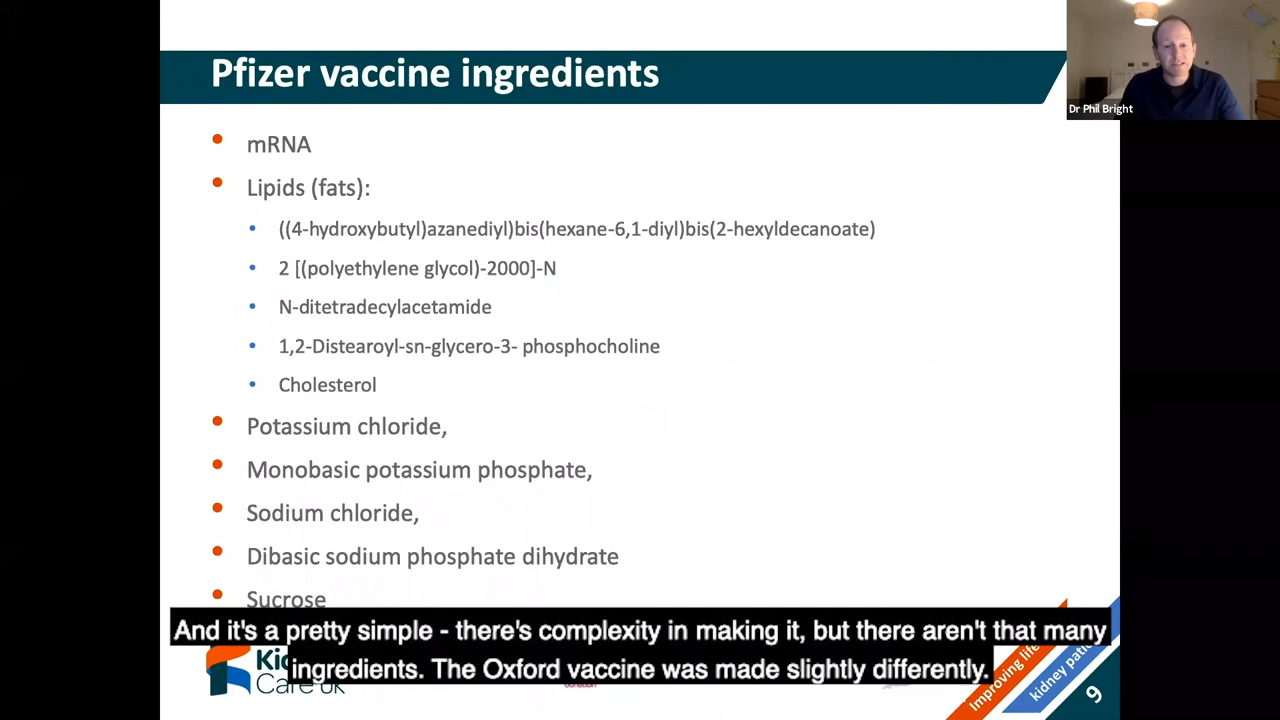 Pfizer vaccine ingredients
Dr Phil Bright
mRNA
Lipids (fats):
((4-hydroxybutyl)azanediyl)bis(hexane-6,1-diyl)bis(2-hexyldecanoate)
2 [(polyethylene glycol)-2000]-N
N-ditetradecylacetamide
1,2-Distearoyl-sn-glycero-3- phosphocholine
Cholesterol
Potassium chloride,
Monobasic potassium phosphate,
Sodium chloride,
Dibasic sodium phosphate dihydrate
Sucrose
And it's a pretty simple - there's complexity in making it, but there aren't that many
ingredients. The Oxford vaccine was made slightly differently.
Care UK
Improving life
kidney
9